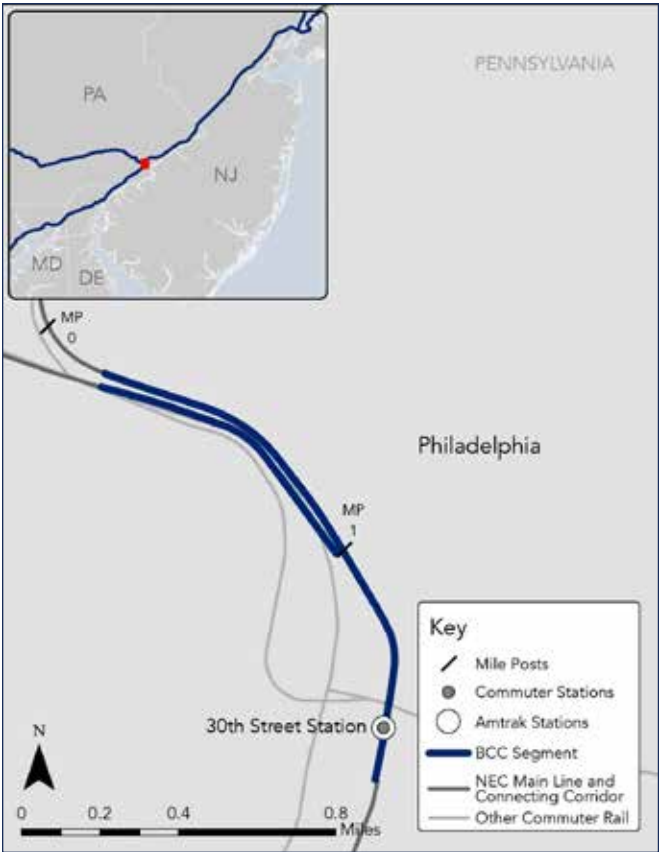 PENNSYLVANIA
PA
NJ
MD
DE
MP
0
Philadelphia
MP
1
Key
Mile Posts
Commuter Stations
Amtrak Stations
BCC Segment
NEC Main Line and
Connecting Corridor
Other Commuter Rail
30th Street Station
N
0 0.2 0.4 0.8
Miles